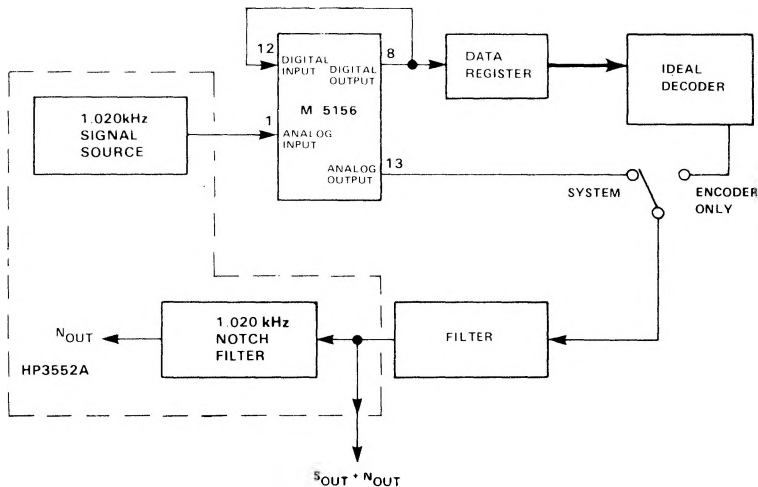 12
DIGITAL
INPUT
8
DIGITAL
OUTPUT
M 5156
1
ANALOG
INPUT
ANALOG
OUTPUT
13
DATA
REGISTER
IDEAL
DECODER
1.020kHz
SIGNAL
SOURCE
SYSTEM
ENCODER
ONLY
NOUT
HP3552A
1.020 kHz
NOTCH
FILTER
FILTER
SOUT + NOUT